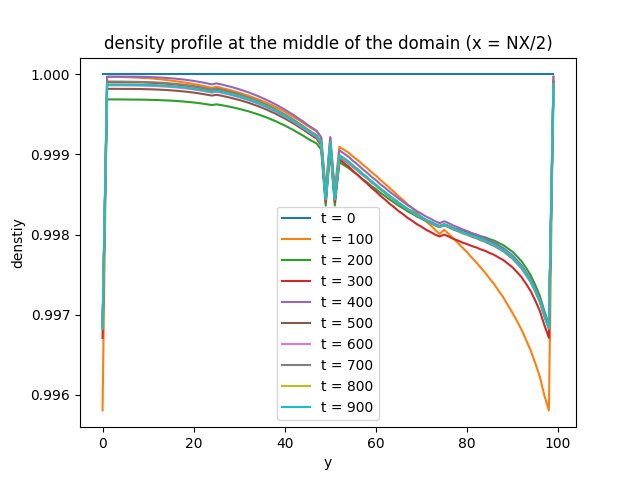 density profile at the middle of the domain (x = NX/2)
1.000
0.999
0.998
0.997
0.996
denstiy
t = 0
t = 100
t = 200
t = 300
t = 400
t = 500
t = 600
t = 700
t = 800
t = 900
0 20 40 60 80 100
y